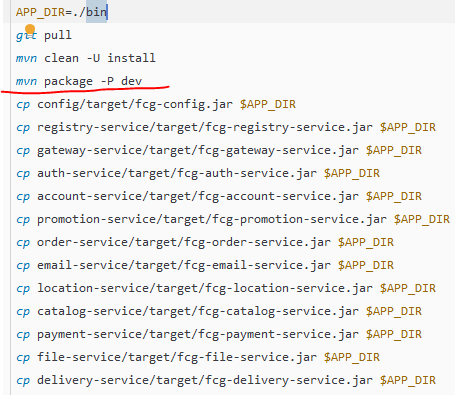 APP_DIR=./bin
git pull
mvn clean -U install
mvn package -P dev
cp config/target/fcg-config.jar $APP_DIR
cp registry-service/target/fcg-registry-service.jar $APP_DIR
cp gateway-service/target/fcg-gateway-service.jar $APP_DIR
cp auth-service/target/fcg-auth-service.jar $APP_DIR
cp account-service/target/fcg-account-service.jar $APP_DIR
cp promotion-service/target/fcg-promotion-service.jar $APP_DIR
cp order-service/target/fcg-order-service.jar $APP_DIR
cp email-service/target/fcg-email-service.jar $APP_DIR
cp location-service/target/fcg-location-service.jar $APP_DIR
cp catalog-service/target/fcg-catalog-service.jar $APP_DIR
cp payment-service/target/fcg-payment-service.jar $APP_DIR
cp file-service/target/fcg-file-service.jar $APP_DIR
cp delivery-service/target/fcg-delivery-service.jar $APP_DIR